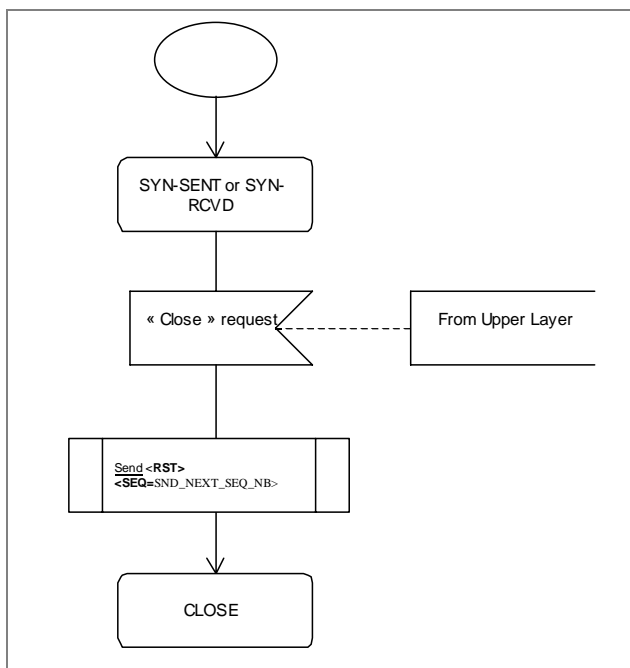 SYN-SENT or SYN-
RCVD
« Close » request
From Upper Layer
Send <RST>
<SEQ=SND_NEXT_SEQ_NB>
CLOSE